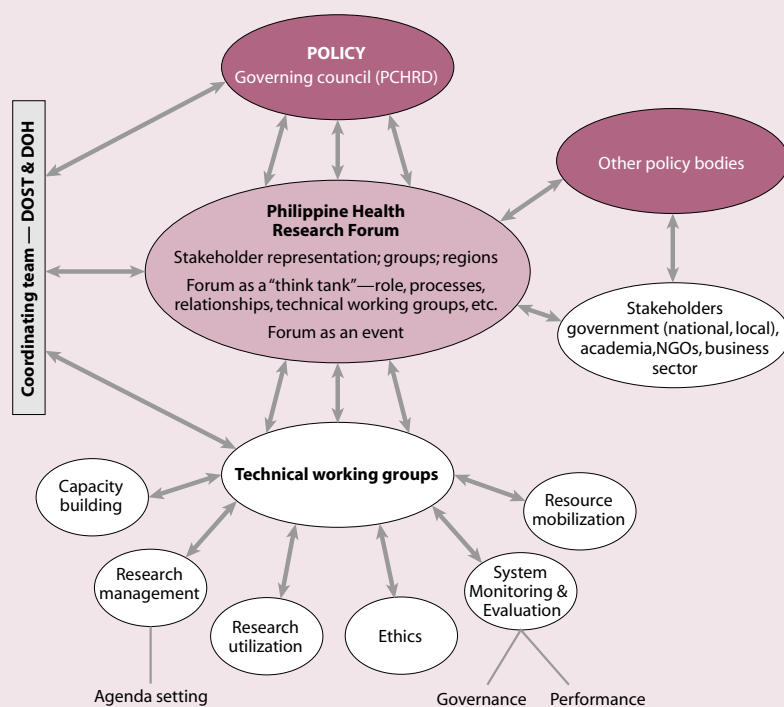 POLICY
Governing council (PCHRD)
Coordinating team — DOST & DOH
Other policy bodies
Philippine Health
Research Forum
Stakeholder representation; groups; regions
Forum as a “think tank”—role, processes,
relationships, technical working groups, etc.
Forum as an event
Stakeholders
government (national, local),
academia,NGOs, business
sector
Technical working groups
Capacity
building
Resource
mobilization
Research
management
System
Monitoring &
Evaluation
Research
utilization
Ethics
Agenda setting
Governance
Performance